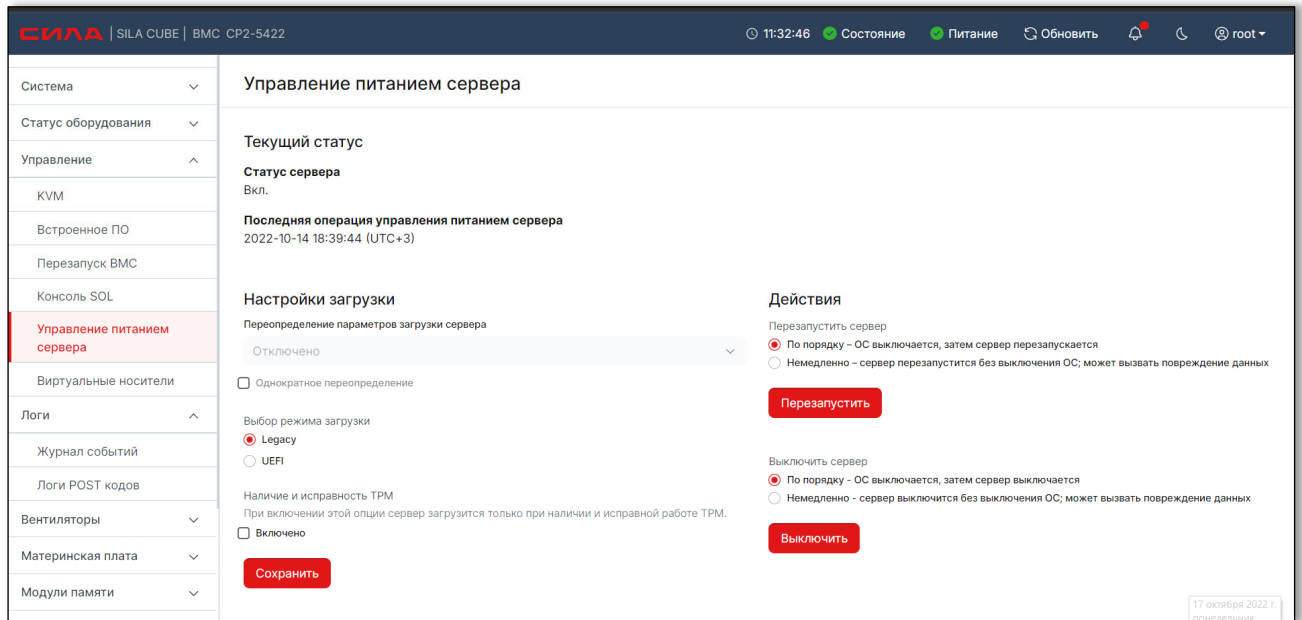 СИЛА | SILA CUBE | BMC CP2-5422
11:32:46 Состояние Питание Обновить root
Система
Статус оборудования
Управление
KVM
Встроенное ПО
Перезапуск BMC
Консоль SOL
Управление питанием
сервера
Виртуальные носители
Логи
Журнал событий
Логи POST кодов
Вентиляторы
Материнская плата
Модули памяти
Управление питанием сервера
Текущий статус
Статус сервера
Вкл.
Последняя операция управления питанием сервера
2022-10-14 18:39:44 (UTC+3)
Настройки загрузки
Переопределение параметров загрузки сервера
Отключено
Однократное переопределение
Выбор режима загрузки
Legacy
UEFI
Наличие и исправность TPM
При включении этой опции сервер загрузится только при наличии и исправной работе TPM.
Включено
Сохранить
Действия
Перезапустить сервер
По порядку – ОС выключается, затем сервер перезапускается
Немедленно – сервер перезапустится без выключения ОС; может вызвать повреждение данных
Перезапустить
Выключить сервер
По порядку - ОС выключается, затем сервер выключается
Немедленно - сервер выключится без выключения ОС; может вызвать повреждение данных
Выключить
17 октября 2022 г.
понедельник